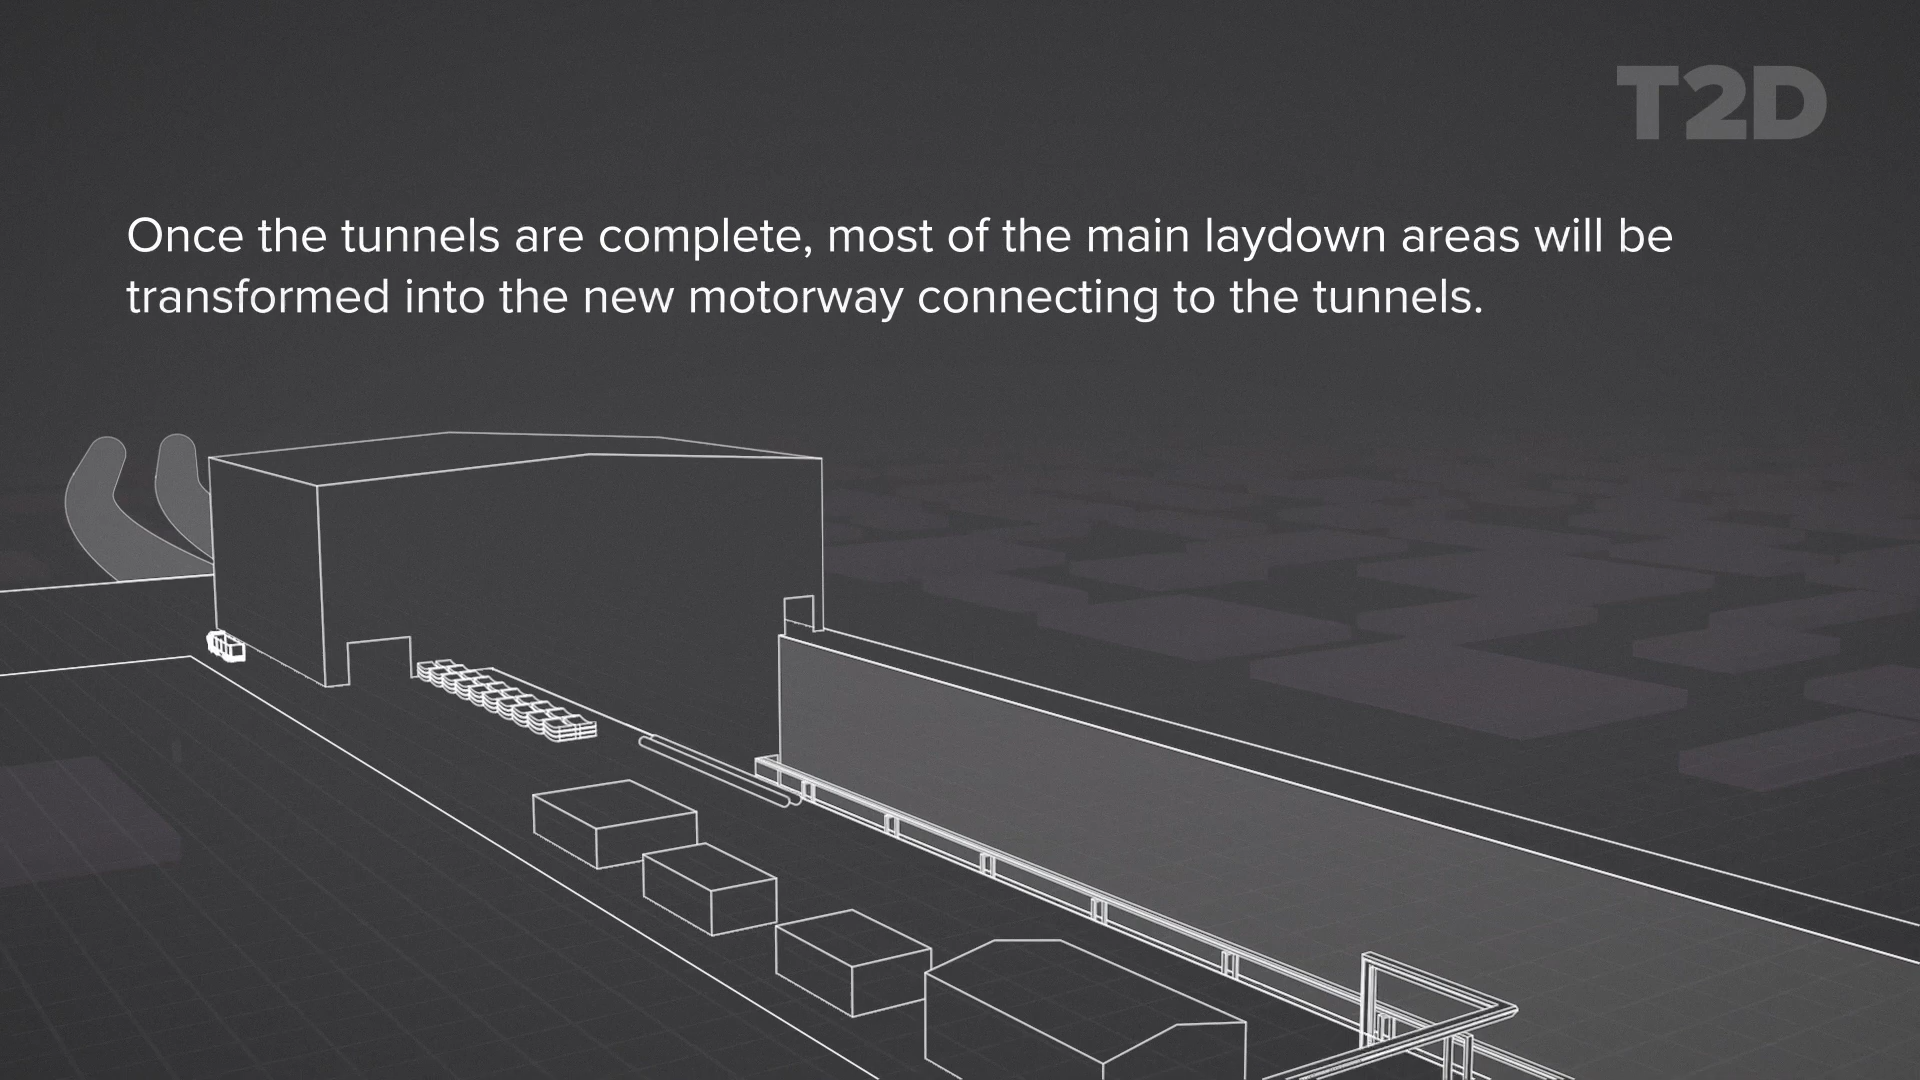 T2D
Once the tunnels are complete, most of the main laydown areas will be
transformed into the new motorway connecting to the tunnels.